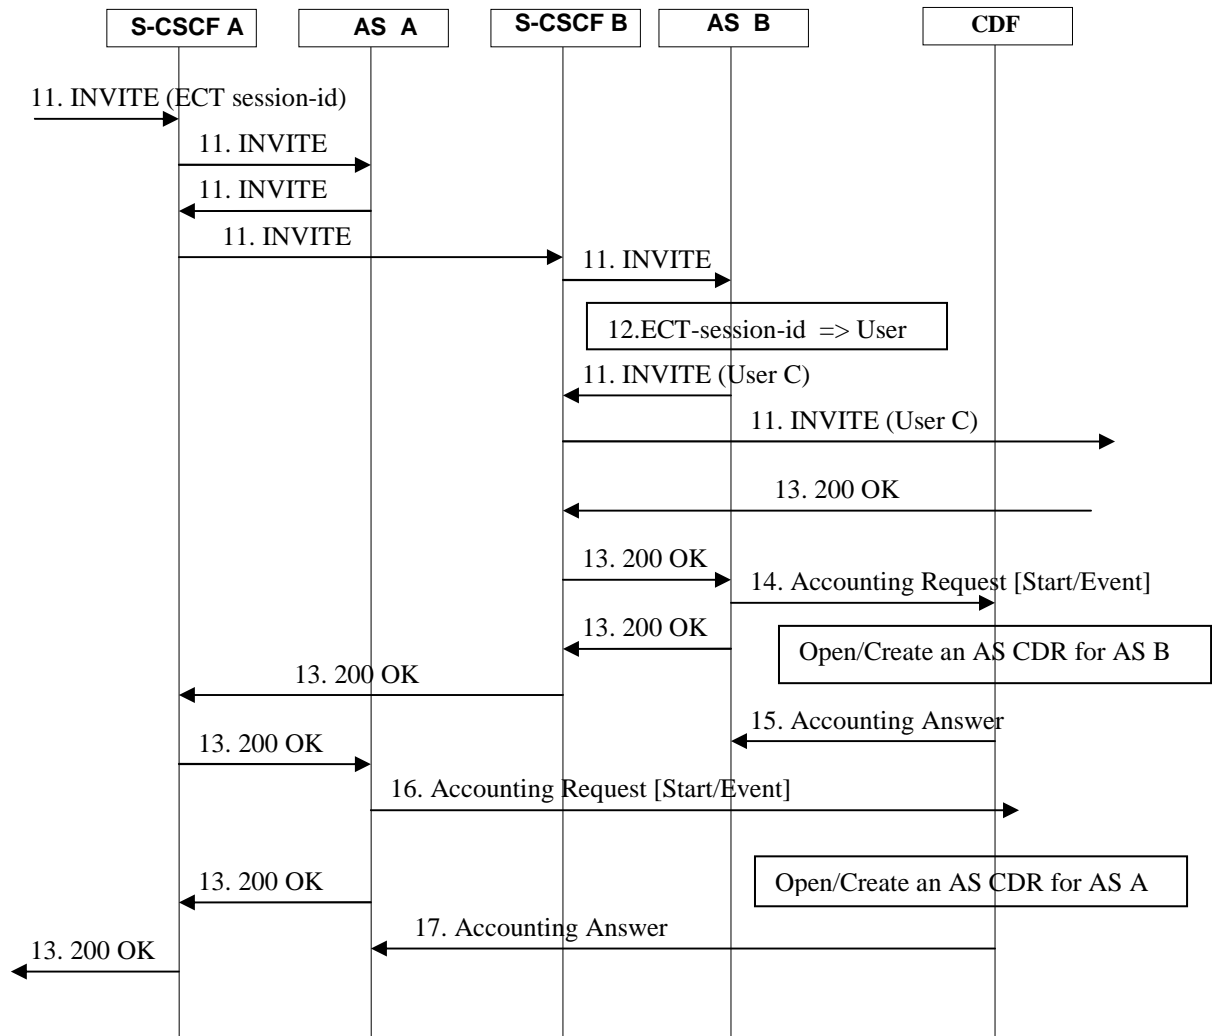 S-CSCF A
AS A
S-CSCF B
AS B
CDF
11. INVITE (ECT session-id)
11. INVITE
11. INVITE
11. INVITE
11. INVITE
12.ECT-session-id => User
11. INVITE (User C)
11. INVITE (User C)
13. 200 OK
13. 200 OK
14. Accounting Request [Start/Event]
13. 200 OK
Open/Create an AS CDR for AS B
13. 200 OK
15. Accounting Answer
13. 200 OK
16. Accounting Request [Start/Event]
13. 200 OK
Open/Create an AS CDR for AS A
17. Accounting Answer
13. 200 OK